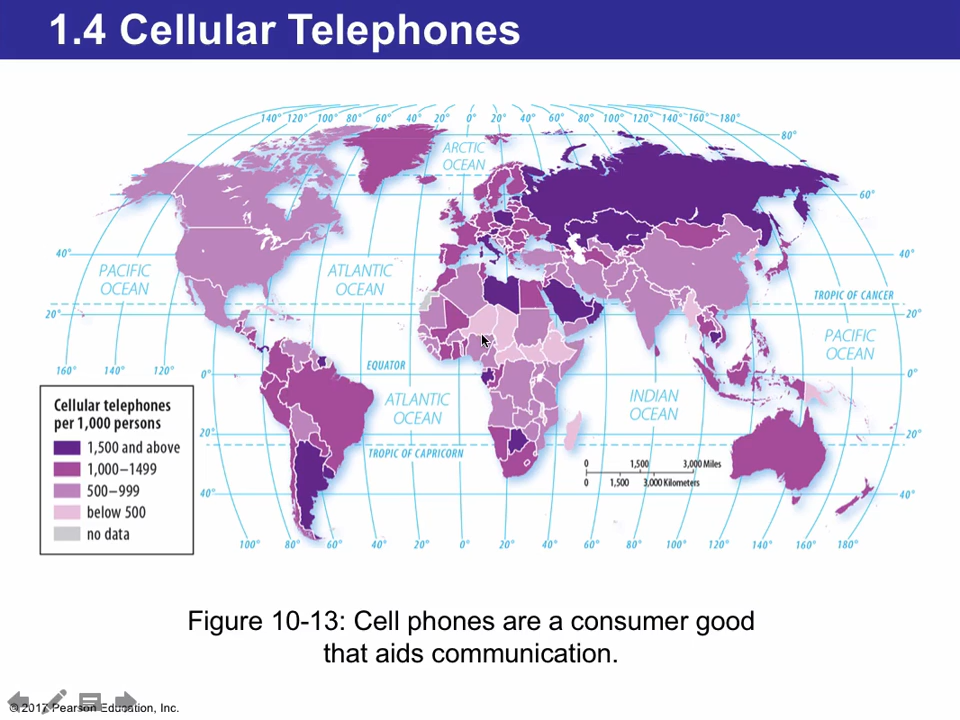 1.4 Cellular Telephones
140° 120° 100° 80° 60° 40° 20° 0° 20° 40° 60° 80° 100° 120° 140° 160° 180°
80°
ARCTIC
OCEAN
60°
40°
40°
PACIFIC
OCEAN
ATLANTIC
OCEAN
TROPIC OF CANCER
20°
20°
PACIFIC
OCEAN
160° 140° 120°
0°
EQUATOR
0°
ATLANTIC
OCEAN
INDIAN
OCEAN
20°
20°
TROPIC OF CAPRICORN
0 1,500 3,000 Miles
0 1,500 3,000 Kilometers
40°
40°
100° 80° 60° 40° 20° 0° 20° 40° 60° 80° 100° 120° 140° 160° 180°
Cellular telephones
per 1,000 persons
1,500 and above
1,000–1499
500–999
below 500
no data
Figure 10-13: Cell phones are a consumer good
that aids communication.
© 2017 Pearson Education, Inc.